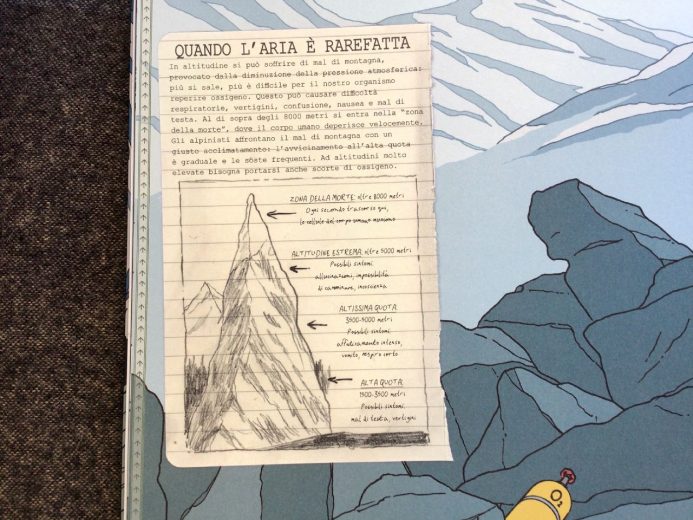 QUANDO L'ARIA È RAREFATTA
In altitudine si può soffrire di mal di montagna,
provocato dalla diminuzione della pressione atmosferica:
più si sale, più è difficile per il nostro organismo
reperire ossigeno. Questo può causare difficoltà
respiratorie, vertigini, confusione, nausea e mal di
testa. Al di sopra degli 8000 metri si entra nella "zona
della morte", dove il corpo umano deperisce velocemente.
Gli alpinisti affrontano il mal di montagna con un
giusto acclimatamento: l'avvicinamento all'alta quota
è graduale e le soste frequenti. Ad altitudini molto
elevate bisogna portarsi anche scorte di ossigeno.
ZONA DELLA MORTE: oltre 8000 metri
Ogni secondo trascorso qui,
le cellule del corpo umano muoiono
ALTITUDINE ESTREMA: oltre 5000 metri
Possibili sintomi:
allucinazioni, impossibilità
di camminare, incoscienza
ALTISSIMA QUOTA:
3500-5000 metri
Possibili sintomi:
affaticamento intenso,
vomito, respiro corto
ALTA QUOTA:
1500-3500 metri
Possibili sintomi:
mal di testa, vertigini
O₂